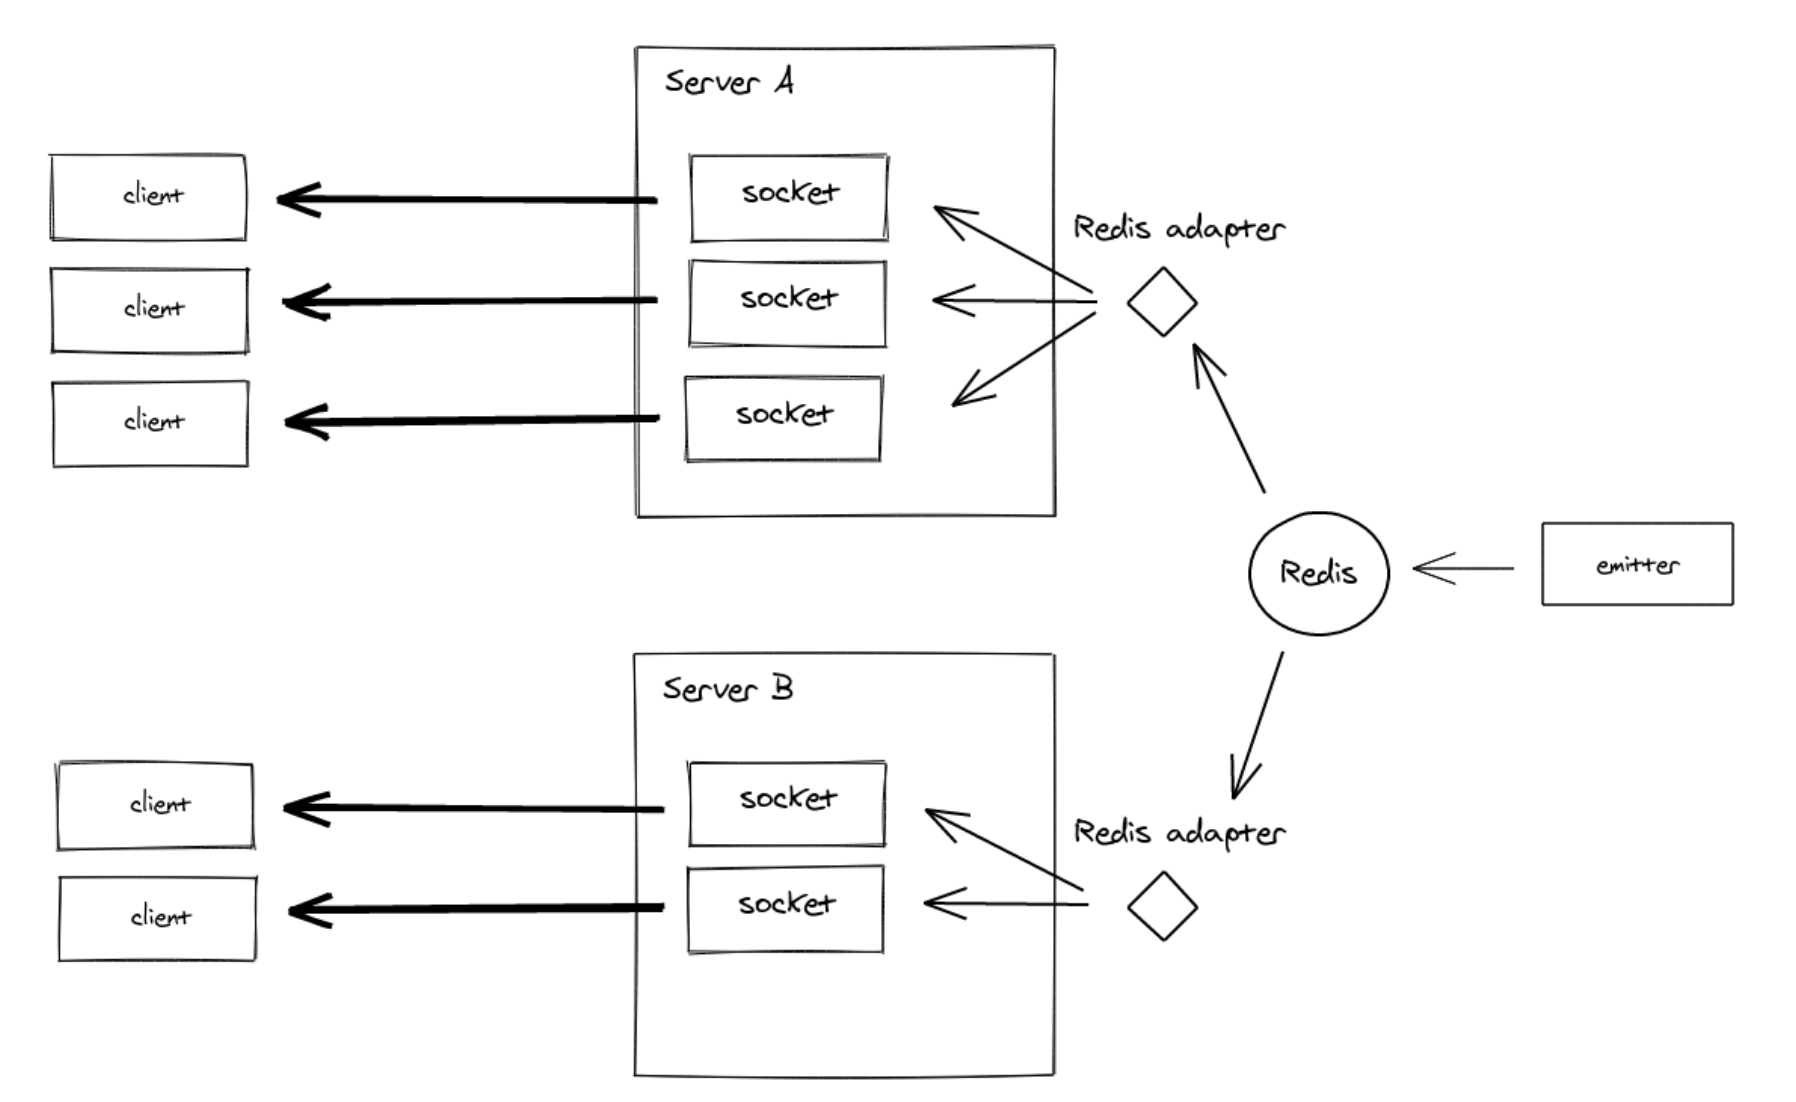 Server A
client
socket
Redis adapter
client
socket
client
socket
Redis
emitter
Server B
client
socket
Redis adapter
client
socket